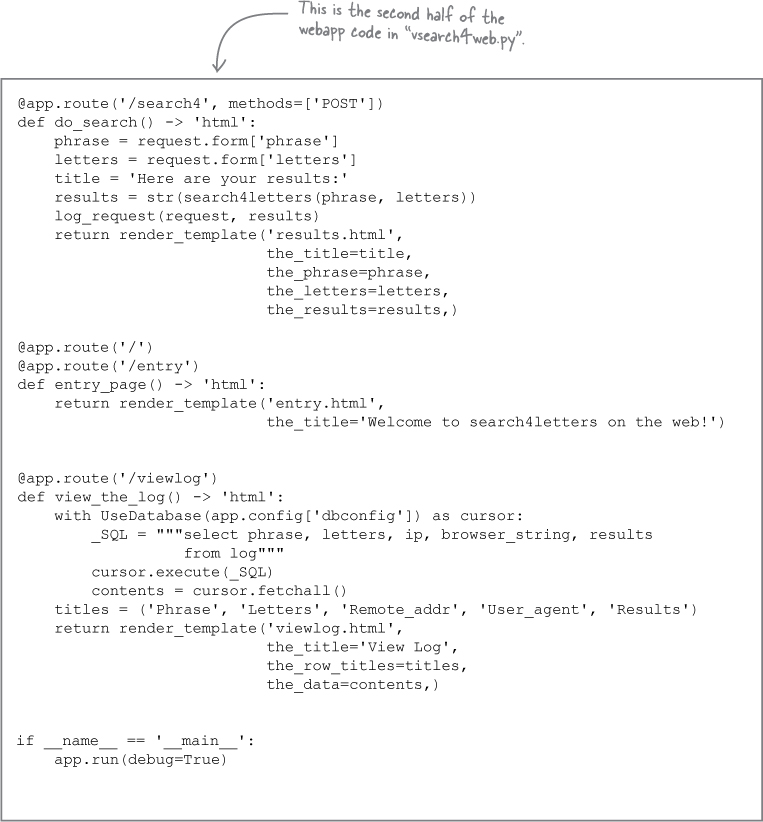 This is the second half of the
webapp code in “vsearch4web.py”.
@app.route('/search4', methods=['POST'])
def do_search() -> 'html':
    phrase = request.form['phrase']
    letters = request.form['letters']
    title = 'Here are your results:'
    results = str(search4letters(phrase, letters))
    log_request(request, results)
    return render_template('results.html',
                           the_title=title,
                           the_phrase=phrase,
                           the_letters=letters,
                           the_results=results,)
@app.route('/')
@app.route('/entry')
def entry_page() -> 'html':
    return render_template('entry.html',
                           the_title='Welcome to search4letters on the web!')
@app.route('/viewlog')
def view_the_log() -> 'html':
    with UseDatabase(app.config['dbconfig']) as cursor:
        _SQL = """select phrase, letters, ip, browser_string, results
                  from log"""
        cursor.execute(_SQL)
        contents = cursor.fetchall()
    titles = ('Phrase', 'Letters', 'Remote_addr', 'User_agent', 'Results')
    return render_template('viewlog.html',
                           the_title='View Log',
                           the_row_titles=titles,
                           the_data=contents,)
if __name__ == '__main__':
    app.run(debug=True)